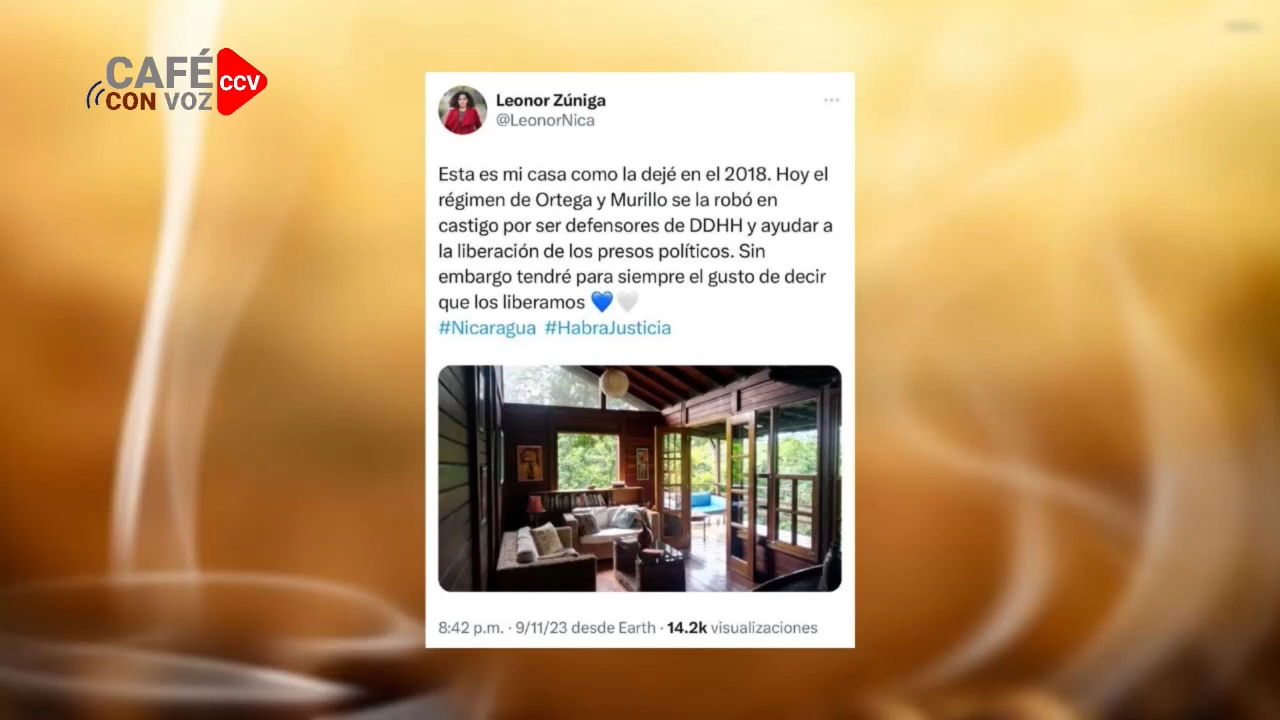 CAFÉ
CON VOZ
CCV
Leonor Zúniga
@LeonorNica
Esta es mi casa como la dejé en el 2018. Hoy el
régimen de Ortega y Murillo se la robó en
castigo por ser defensores de DDHH y ayudar a
la liberación de los presos políticos. Sin
embargo tendré para siempre el gusto de decir
que los liberamos 💙🤍
#Nicaragua #HabraJusticia
8:42 p.m. · 9/11/23 desde Earth · 14.2k visualizaciones